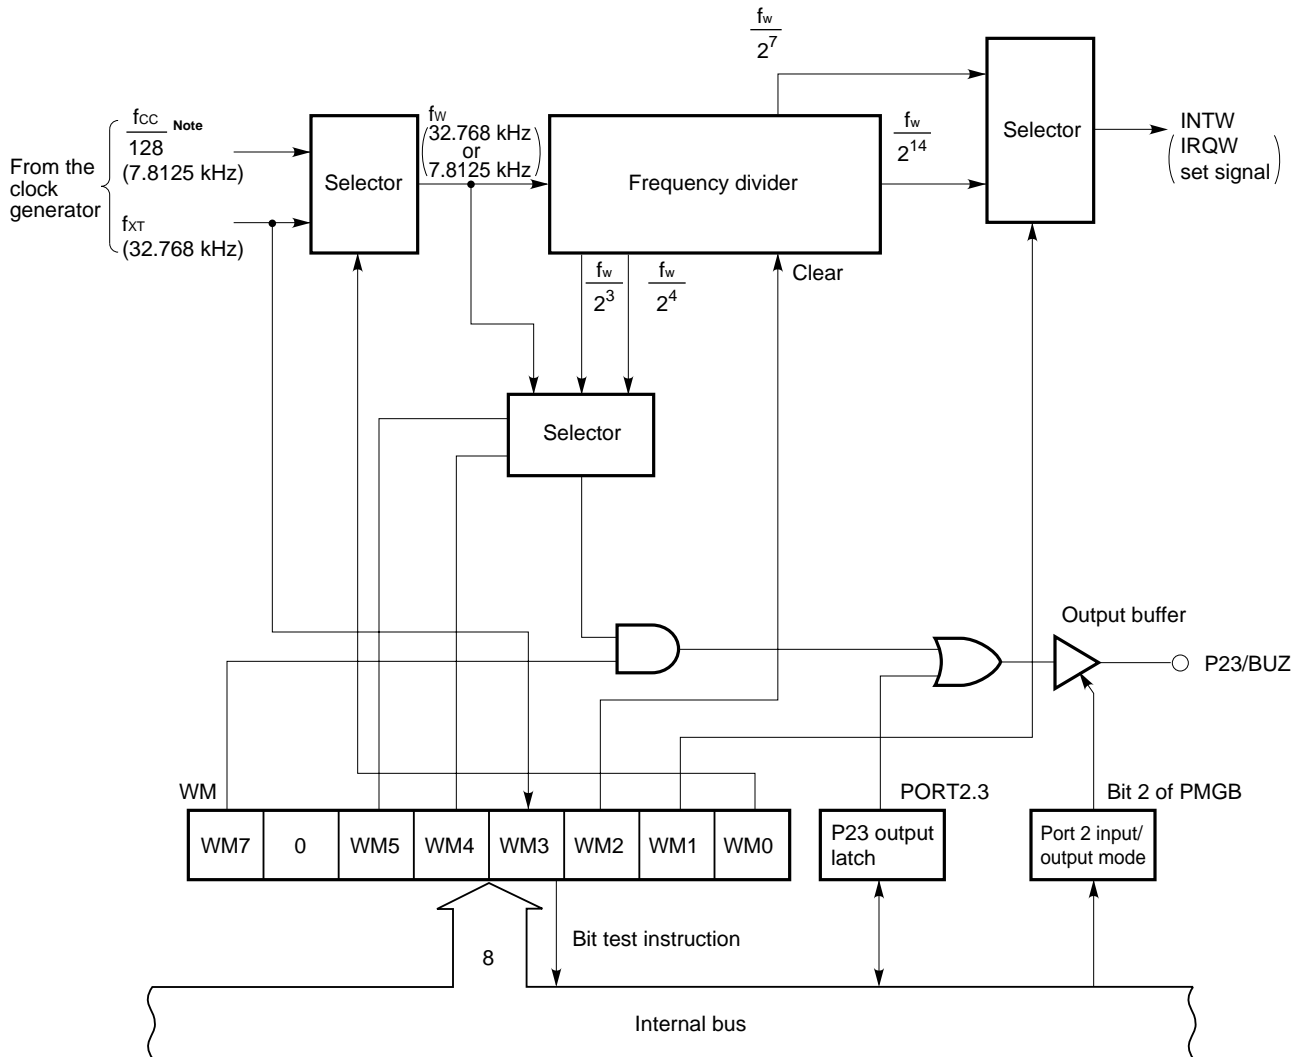 fw
2^7
fCC Note
128
(7.8125 kHz)
From the
clock
generator
fXT
(32.768 kHz)
Selector
fW
(32.768 kHz
or
7.8125 kHz)
Frequency divider
fw
2^14
Selector
INTW
(IRQW
set signal)
fw
2^3
fw
2^4
Clear
Selector
Output buffer
P23/BUZ
WM
PORT2.3
Bit 2 of PMGB
WM7 0 WM5 WM4 WM3 WM2 WM1 WM0
P23 output
latch
Port 2 input/
output mode
8
Bit test instruction
Internal bus